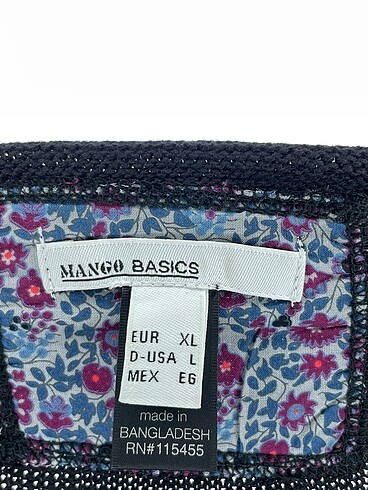 MANGO BASICS
EUR XL
D-USA L
MEX EG
made in
BANGLADESH
RN#115455